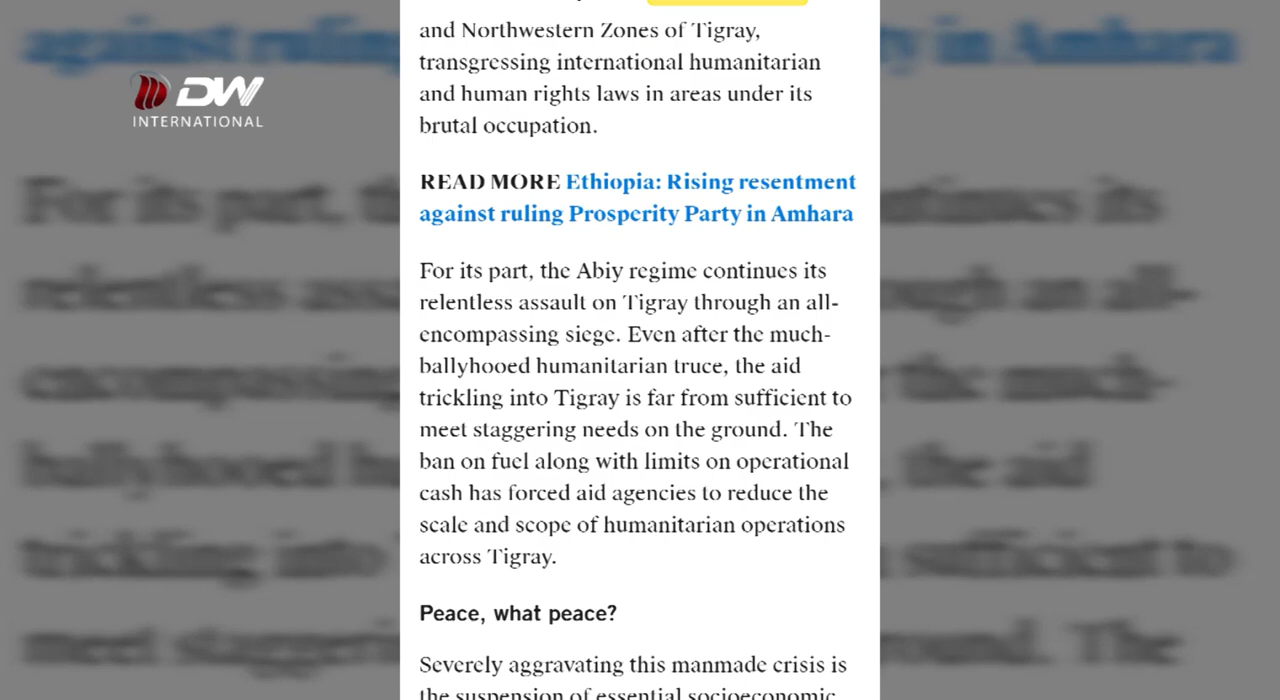 DW
INTERNATIONAL
and Northwestern Zones of Tigray,
transgressing international humanitarian
and human rights laws in areas under its
brutal occupation.
READ MORE Ethiopia: Rising resentment
against ruling Prosperity Party in Amhara
For its part, the Abiy regime continues its
relentless assault on Tigray through an all-
encompassing siege. Even after the much-
ballyhooed humanitarian truce, the aid
trickling into Tigray is far from sufficient to
meet staggering needs on the ground. The
ban on fuel along with limits on operational
cash has forced aid agencies to reduce the
scale and scope of humanitarian operations
across Tigray.
Peace, what peace?
Severely aggravating this manmade crisis is
the suspension of essential socioeconomic